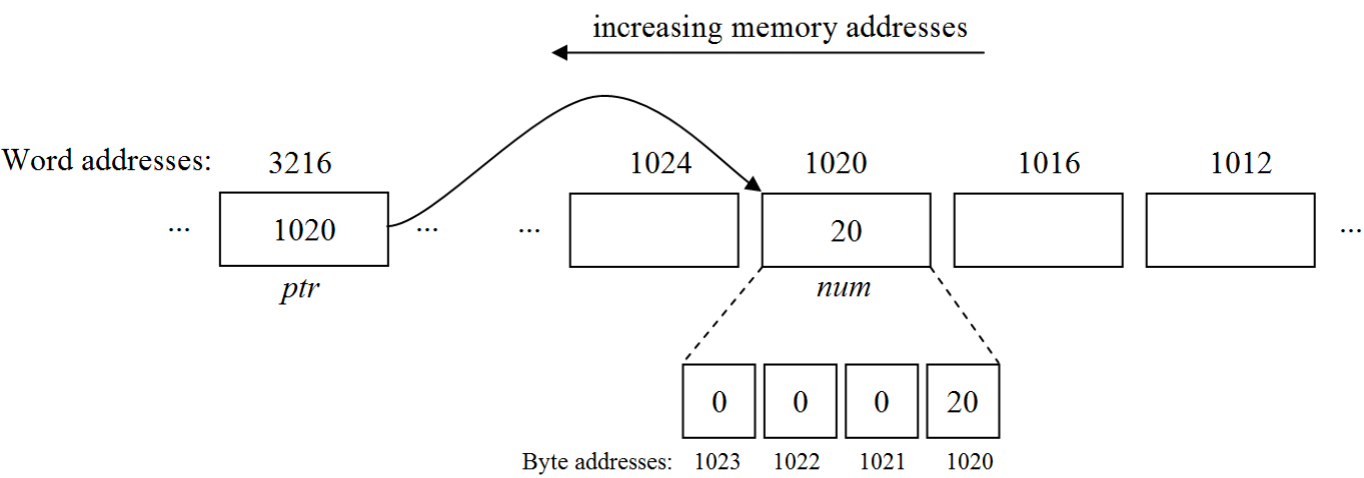 increasing memory addresses
Word addresses: 3216 1024 1020 1016 1012
... 1020 ... ... 20 ...
ptr num
0 0 0 20
Byte addresses: 1023 1022 1021 1020